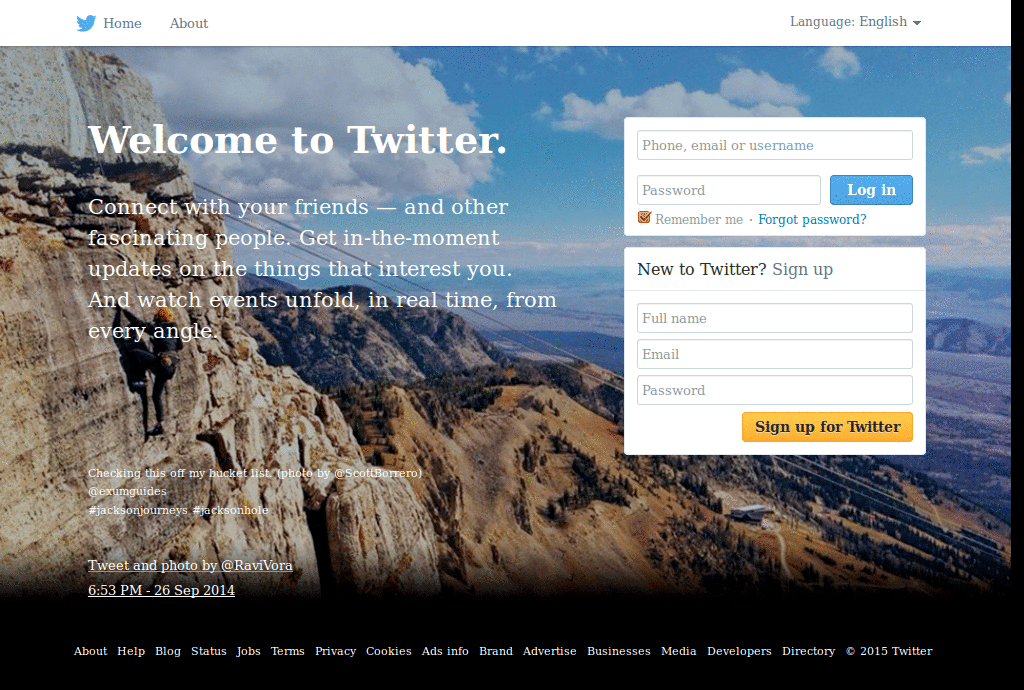 Home About Language: English
Welcome to Twitter.
Connect with your friends — and other
fascinating people. Get in-the-moment
updates on the things that interest you.
And watch events unfold, in real time, from
every angle.
Checking this off my bucket list. (photo by @ScottBorrero)
@exumguides
#jacksonjourneys #jacksonhole
Tweet and photo by @RaviVora
6:53 PM - 26 Sep 2014
Phone, email or username
Password Log in
Remember me · Forgot password?
New to Twitter? Sign up
Full name
Email
Password
Sign up for Twitter
About Help Blog Status Jobs Terms Privacy Cookies Ads info Brand Advertise Businesses Media Developers Directory © 2015 Twitter